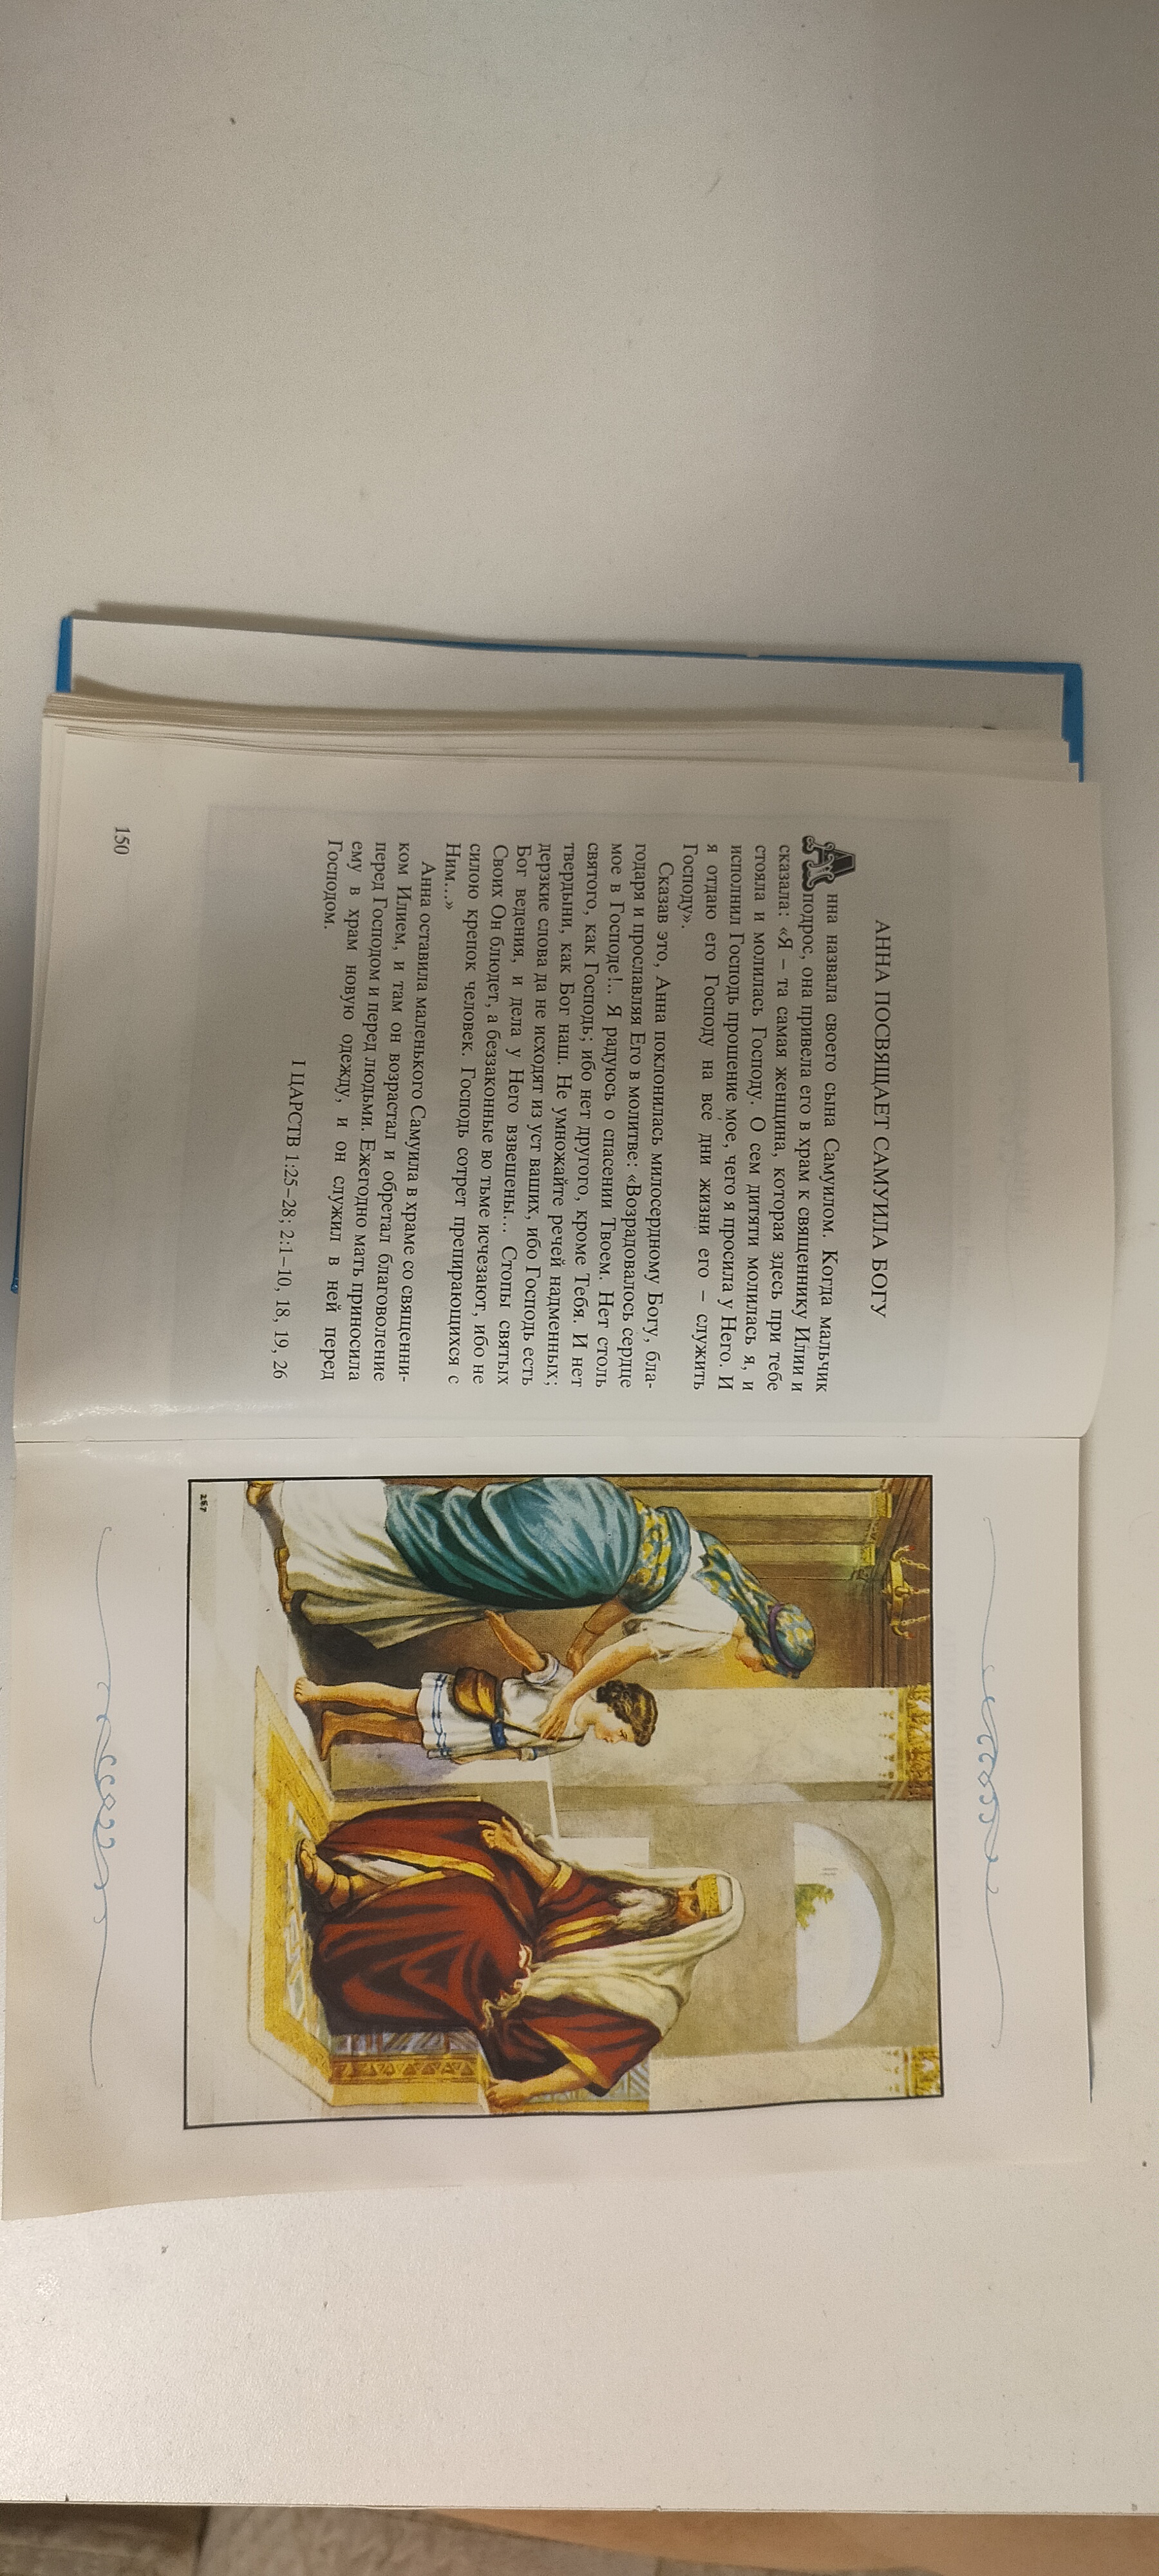 АННА ПОСВЯЩАЕТ САМУИЛА БОГУ
Анна назвала своего сына Самуилом. Когда мальчик
подрос, она привела его в храм к священнику Илии и
сказала: «Я – та самая женщина, которая здесь при тебе
стояла и молилась Господу. О сем дитяти молилась я, и
исполнил Господь прошение мое, чего я просила у Него. И
я отдаю его Господу на все дни жизни его – служить
Господу».
Сказав это, Анна поклонилась милосердному Богу, бла-
годаря и прославляя Его в молитве: «Возрадовалось сердце
мое в Господе!.. Я радуюсь о спасении Твоем. Нет столь
святого, как Господь; ибо нет другого, кроме Тебя. И нет
твердыни, как Бог наш. Не умножайте речей надменных;
дерзкие слова да не исходят из уст ваших, ибо Господь есть
Бог ведения, и дела у Него взвешены... Стопы святых
Своих Он блюдет, а беззаконные во тьме исчезают, ибо не
силою крепок человек. Господь сотрет препирающихся с
Ним...»
Анна оставила маленького Самуила в храме со священни-
ком Илием, и там он возрастал и обретал благоволение
перед Господом и перед людьми. Ежегодно мать приносила
ему в храм новую одежду, и он служил в ней перед
Господом.
I ЦАРСТВ 1:25–28; 2:1–10, 18, 19, 26
150
267